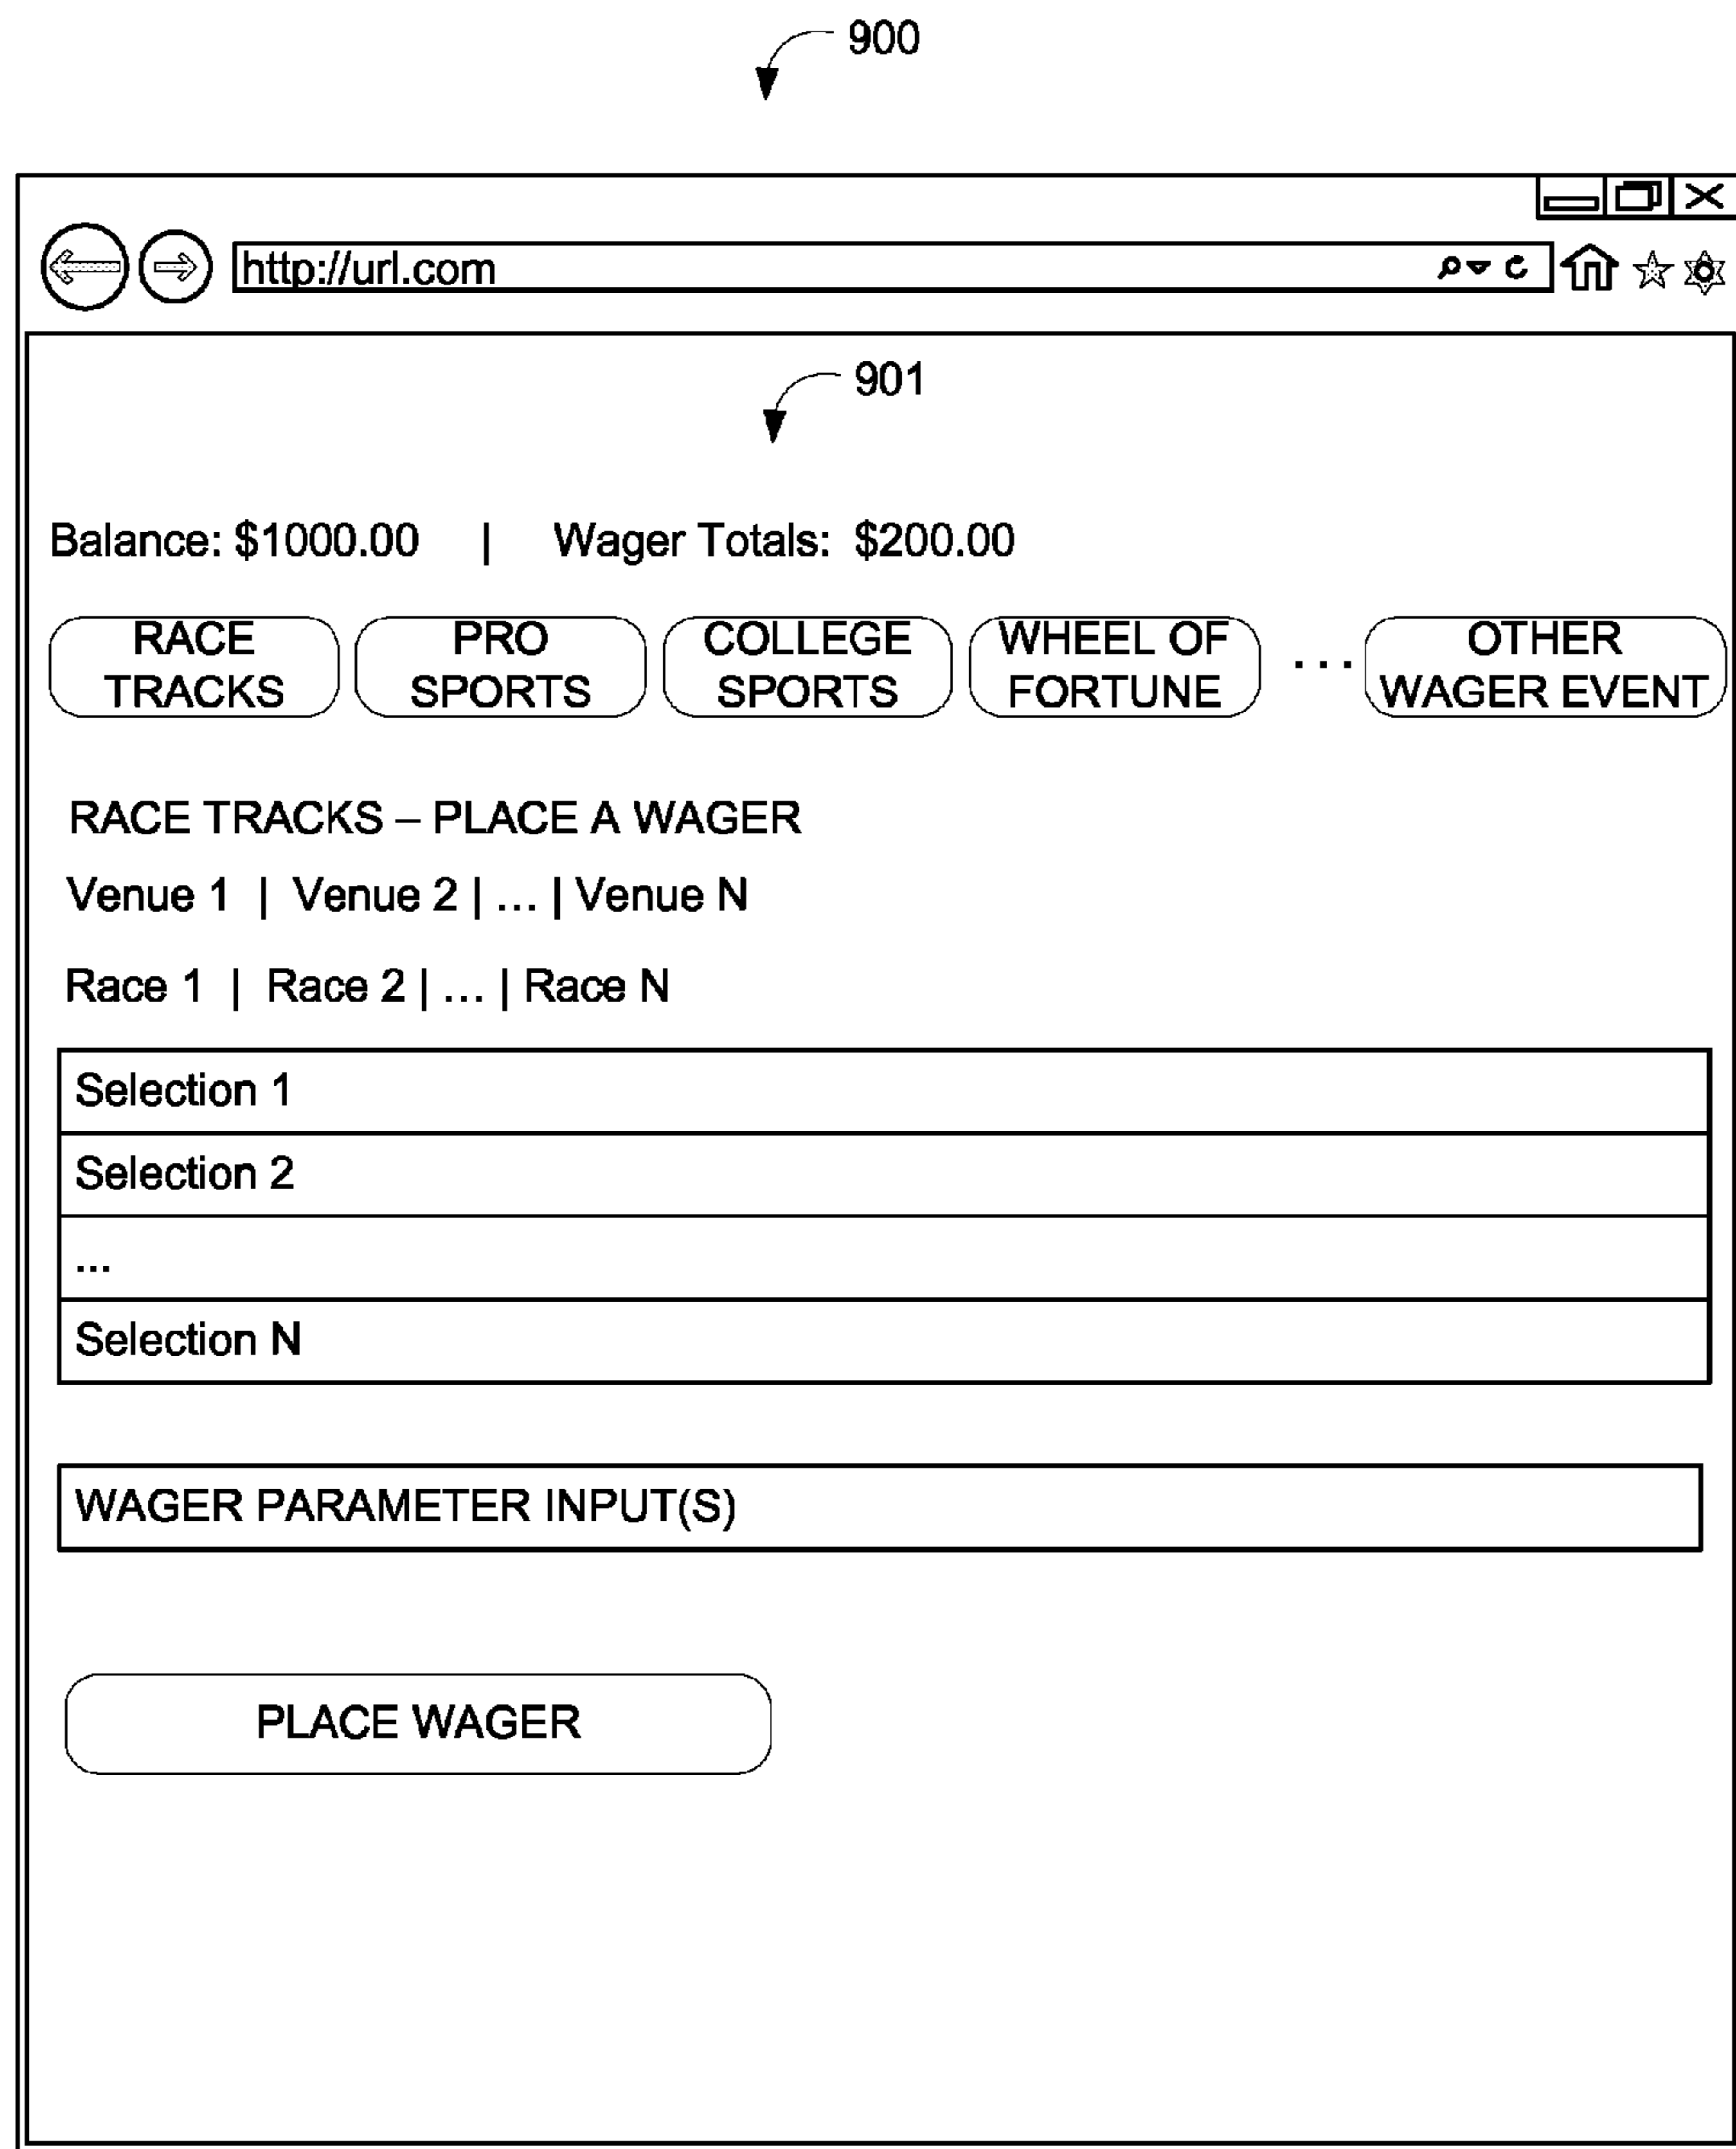 900
http://url.com
901
Balance: $1000.00 | Wager Totals: $200.00
RACE TRACKS
PRO SPORTS
COLLEGE SPORTS
WHEEL OF FORTUNE
...
OTHER WAGER EVENT
RACE TRACKS – PLACE A WAGER
Venue 1 | Venue 2 | ... | Venue N
Race 1 | Race 2 | ... | Race N
Selection 1
Selection 2
...
Selection N
WAGER PARAMETER INPUT(S)
PLACE WAGER